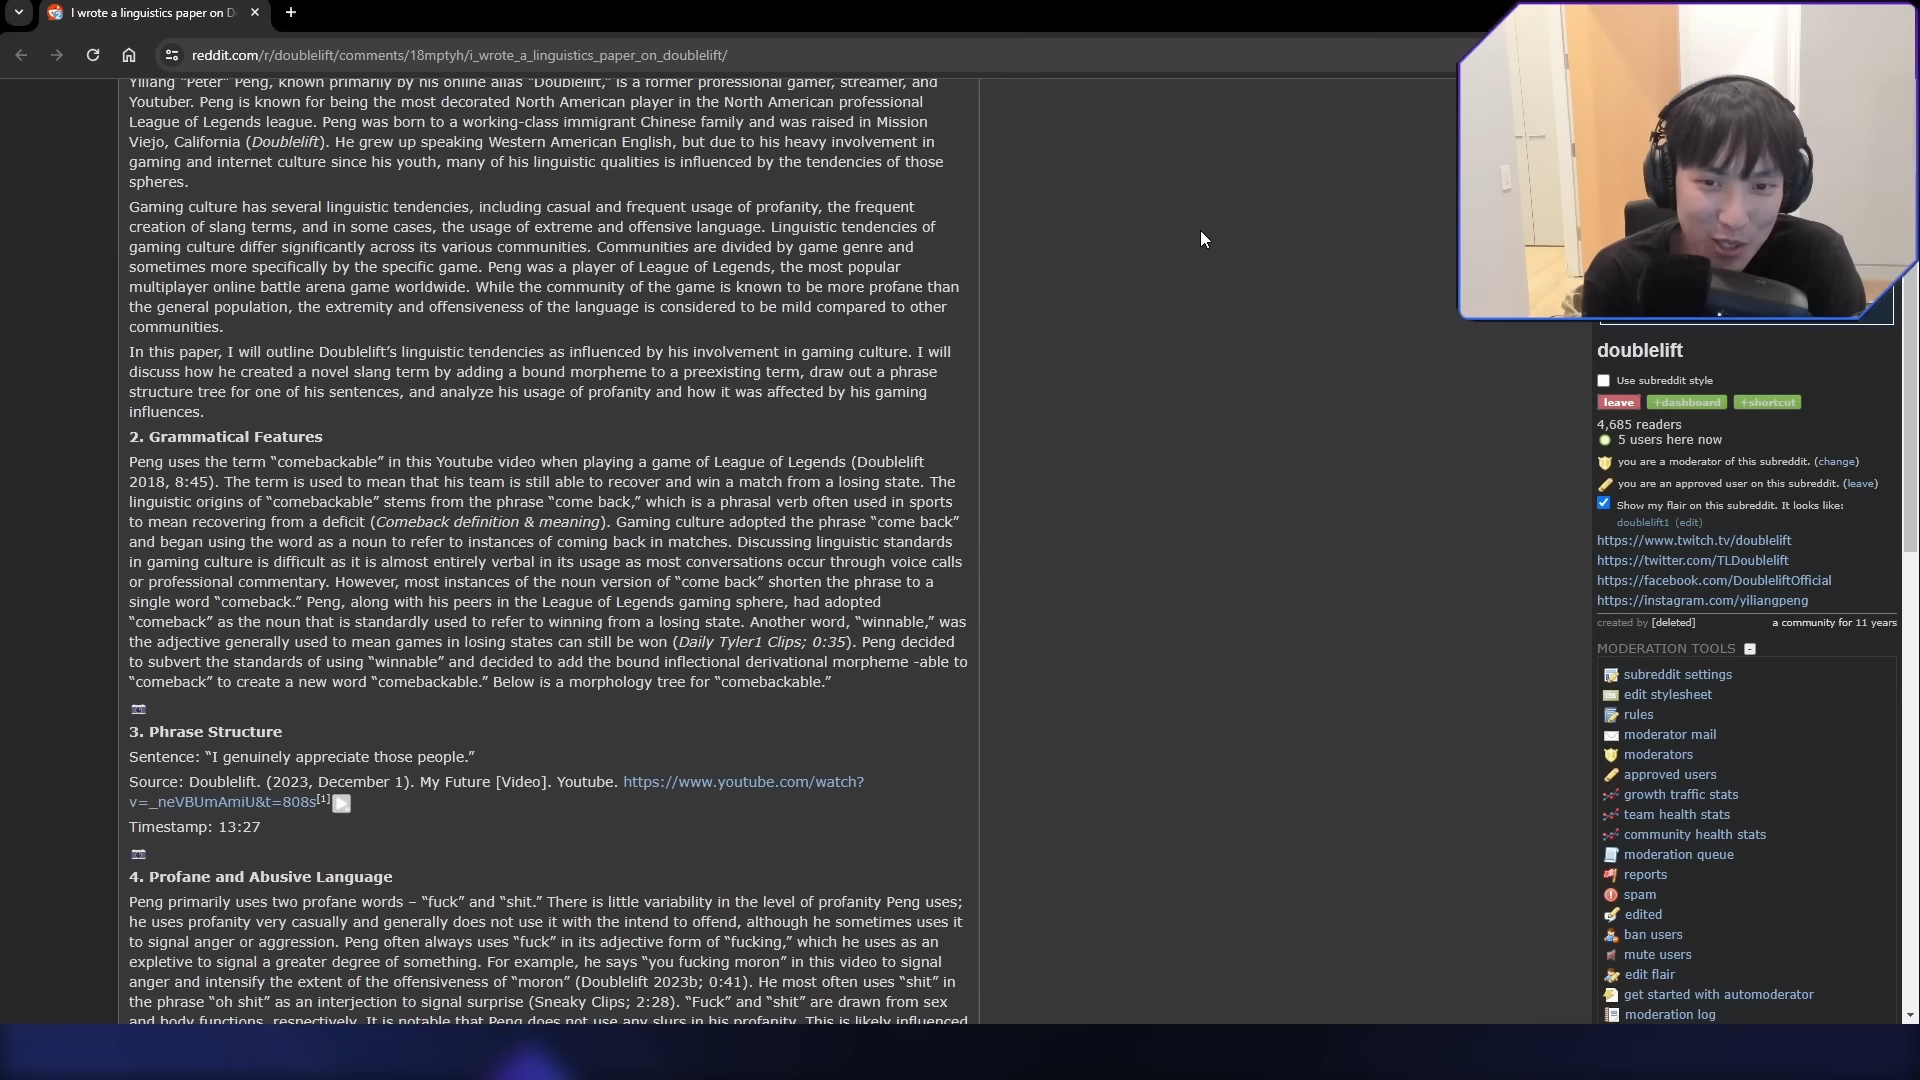 I wrote a linguistics paper on D
reddit.com/r/doublelift/comments/18mptyh/i_wrote_a_linguistics_paper_on_doublelift/
Yiliang “Peter” Peng, known primarily by his online alias “Doublelift,” is a former professional gamer, streamer, and
Youtuber. Peng is known for being the most decorated North American player in the North American professional
League of Legends league. Peng was born to a working-class immigrant Chinese family and was raised in Mission
Viejo, California (Doublelift). He grew up speaking Western American English, but due to his heavy involvement in
gaming and internet culture since his youth, many of his linguistic qualities is influenced by the tendencies of those
spheres.
Gaming culture has several linguistic tendencies, including casual and frequent usage of profanity, the frequent
creation of slang terms, and in some cases, the usage of extreme and offensive language. Linguistic tendencies of
gaming culture differ significantly across its various communities. Communities are divided by game genre and
sometimes more specifically by the specific game. Peng was a player of League of Legends, the most popular
multiplayer online battle arena game worldwide. While the community of the game is known to be more profane than
the general population, the extremity and offensiveness of the language is considered to be mild compared to other
communities.
In this paper, I will outline Doublelift’s linguistic tendencies as influenced by his involvement in gaming culture. I will
discuss how he created a novel slang term by adding a bound morpheme to a preexisting term, draw out a phrase
structure tree for one of his sentences, and analyze his usage of profanity and how it was affected by his gaming
influences.
2. Grammatical Features
Peng uses the term “comebackable” in this Youtube video when playing a game of League of Legends (Doublelift
2018, 8:45). The term is used to mean that his team is still able to recover and win a match from a losing state. The
linguistic origins of “comebackable” stems from the phrase “come back,” which is a phrasal verb often used in sports
to mean recovering from a deficit (Comeback definition & meaning). Gaming culture adopted the phrase “come back”
and began using the word as a noun to refer to instances of coming back in matches. Discussing linguistic standards
in gaming culture is difficult as it is almost entirely verbal in its usage as most conversations occur through voice calls
or professional commentary. However, most instances of the noun version of “come back” shorten the phrase to a
single word “comeback.” Peng, along with his peers in the League of Legends gaming sphere, had adopted
“comeback” as the noun that is standardly used to refer to winning from a losing state. Another word, “winnable,” was
the adjective generally used to mean games in losing states can still be won (Daily Tyler1 Clips; 0:35). Peng decided
to subvert the standards of using “winnable” and decided to add the bound inflectional derivational morpheme -able to
“comeback” to create a new word “comebackable.” Below is a morphology tree for “comebackable.”
3. Phrase Structure
Sentence: “I genuinely appreciate those people.”
Source: Doublelift. (2023, December 1). My Future [Video]. Youtube. https://www.youtube.com/watch?
v=_neVBUmAmiU&t=808s[1]
Timestamp: 13:27
4. Profane and Abusive Language
Peng primarily uses two profane words – “fuck” and “shit.” There is little variability in the level of profanity Peng uses;
he uses profanity very casually and generally does not use it with the intend to offend, although he sometimes uses it
to signal anger or aggression. Peng often always uses “fuck” in its adjective form of “fucking,” which he uses as an
expletive to signal a greater degree of something. For example, he says “you fucking moron” in this video to signal
anger and intensify the extent of the offensiveness of “moron” (Doublelift 2023b; 0:41). He most often uses “shit” in
the phrase “oh shit” as an interjection to signal surprise (Sneaky Clips; 2:28). “Fuck” and “shit” are drawn from sex
and body functions, respectively. It is notable that Peng does not use any slurs in his profanity. This is likely influenced
doublelift
Use subreddit style
leave +dashboard +shortcut
4,685 readers
5 users here now
you are a moderator of this subreddit. (change)
you are an approved user on this subreddit. (leave)
Show my flair on this subreddit. It looks like:
doublelift1 (edit)
https://www.twitch.tv/doublelift
https://twitter.com/TLDoublelift
https://facebook.com/DoubleliftOfficial
https://instagram.com/yiliangpeng
created by [deleted] a community for 11 years
MODERATION TOOLS -
subreddit settings
edit stylesheet
rules
moderator mail
moderators
approved users
growth traffic stats
team health stats
community health stats
moderation queue
reports
spam
edited
ban users
mute users
edit flair
get started with automoderator
moderation log